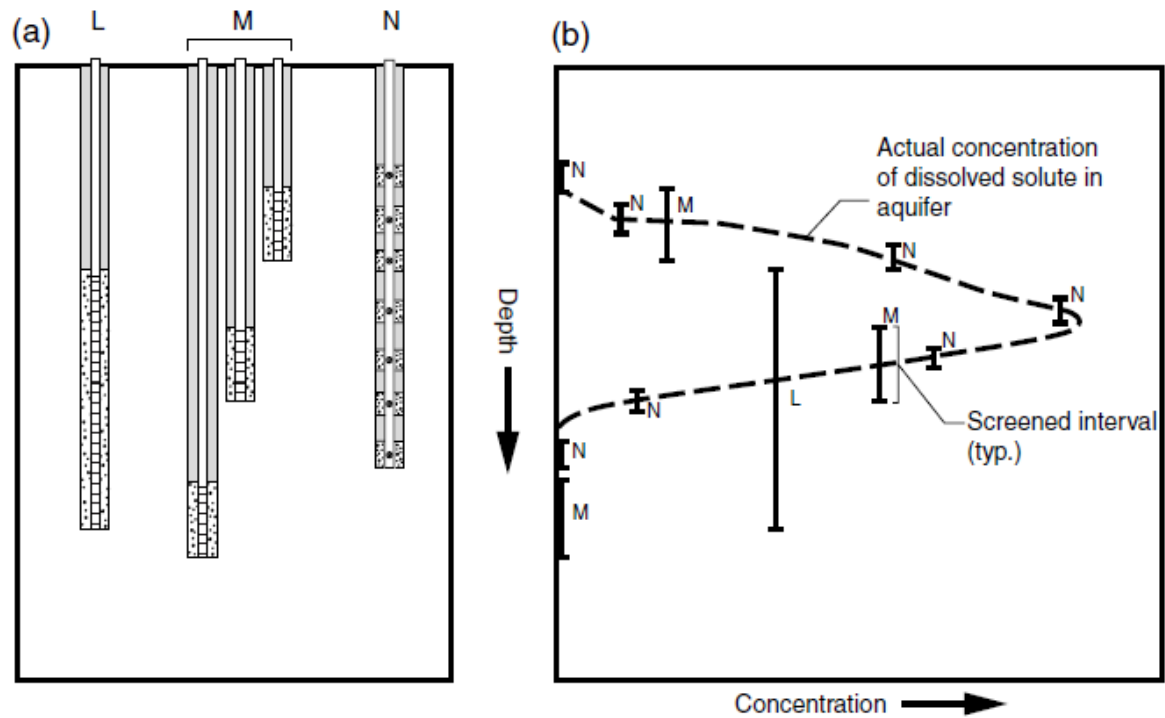 (a)
L
M
N
(b)
Actual concentration
of dissolved solute in
aquifer
N
N
M
N
N
M
N
L
N
Screened interval
(typ.)
N
M
Depth
Concentration